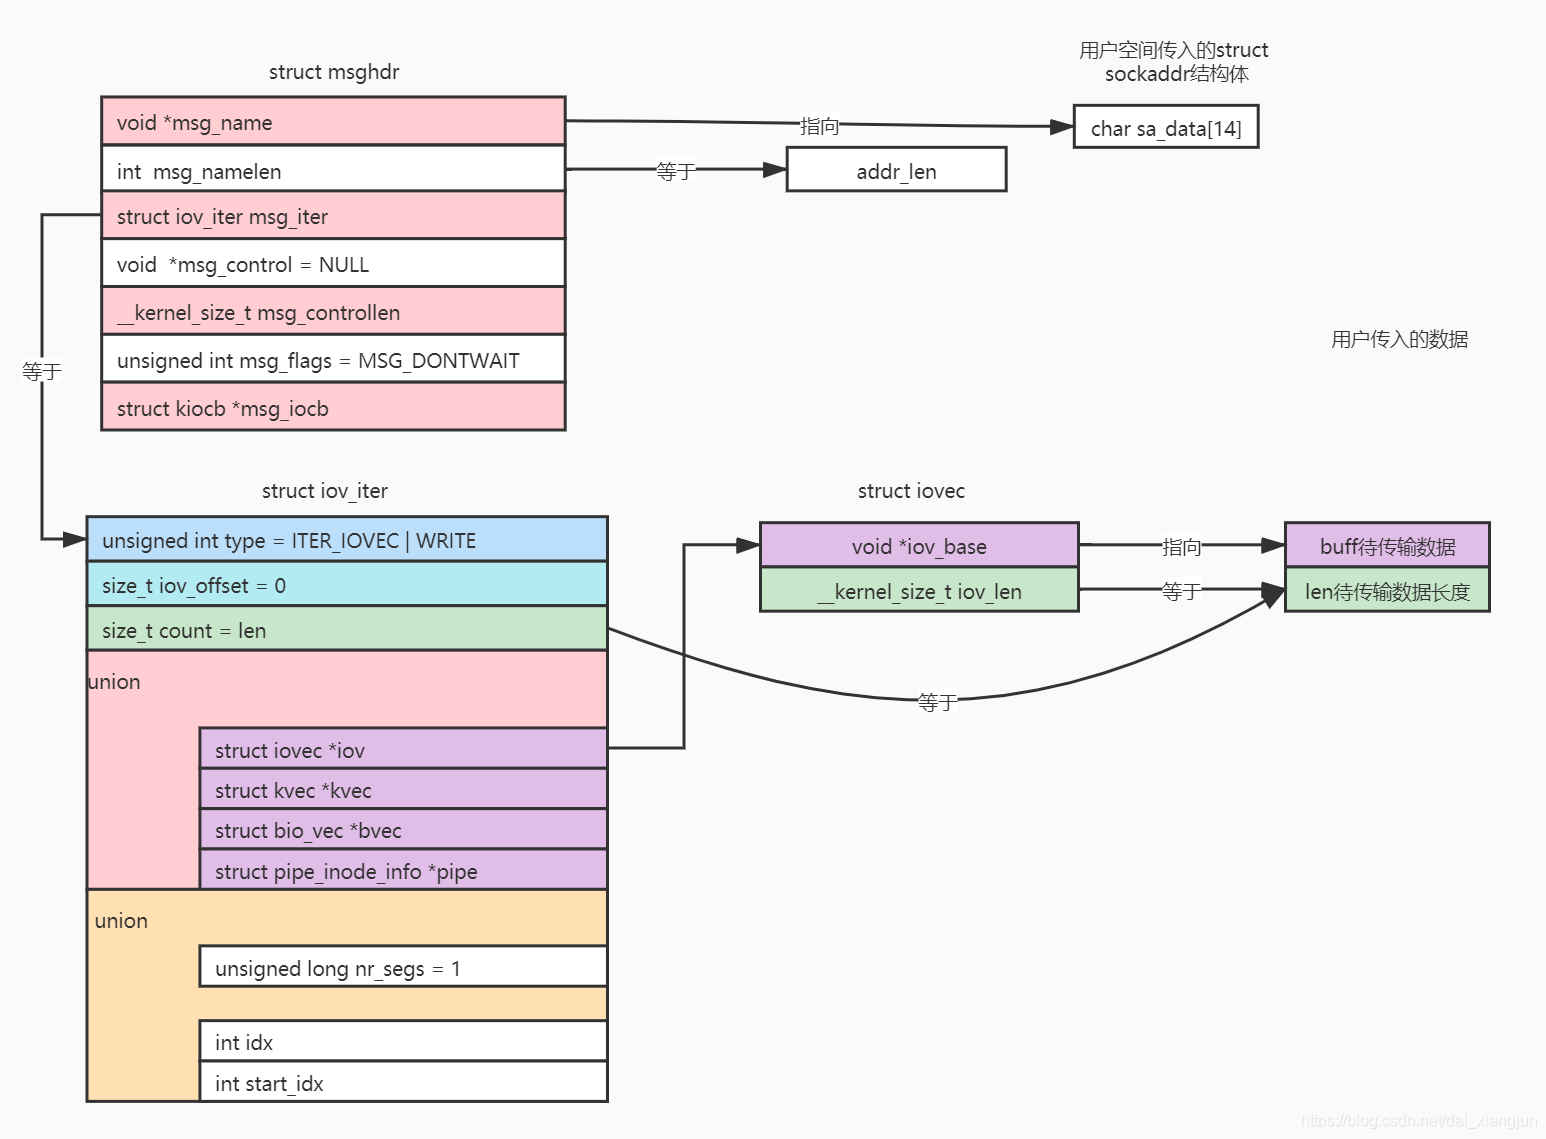 struct msghdr
用户空间传入的struct
sockaddr结构体
void *msg_name
指向
char sa_data[14]
int  msg_namelen
等于
addr_len
struct iov_iter msg_iter
void  *msg_control = NULL
__kernel_size_t msg_controllen
unsigned int msg_flags = MSG_DONTWAIT
struct kiocb *msg_iocb
等于
用户传入的数据
struct iov_iter
unsigned int type = ITER_IOVEC | WRITE
size_t iov_offset = 0
size_t count = len
union
struct iovec *iov
struct kvec *kvec
struct bio_vec *bvec
struct pipe_inode_info *pipe
union
unsigned long nr_segs = 1
int idx
int start_idx
struct iovec
void *iov_base
指向
buff待传输数据
__kernel_size_t iov_len
等于
len待传输数据长度
等于
https://blog.csdn.net/dai_xiangjun